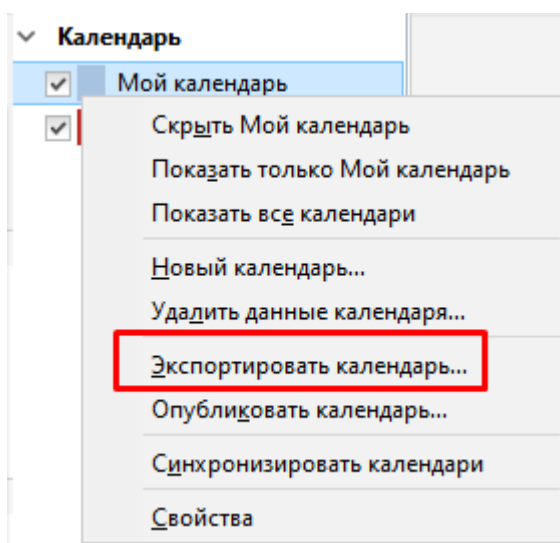 Календарь
Мой календарь
Скрыть Мой календарь
Показать только Мой календарь
Показать все календари
Новый календарь...
Удалить данные календаря...
Экспортировать календарь...
Опубликовать календарь...
Синхронизировать календари
Свойства